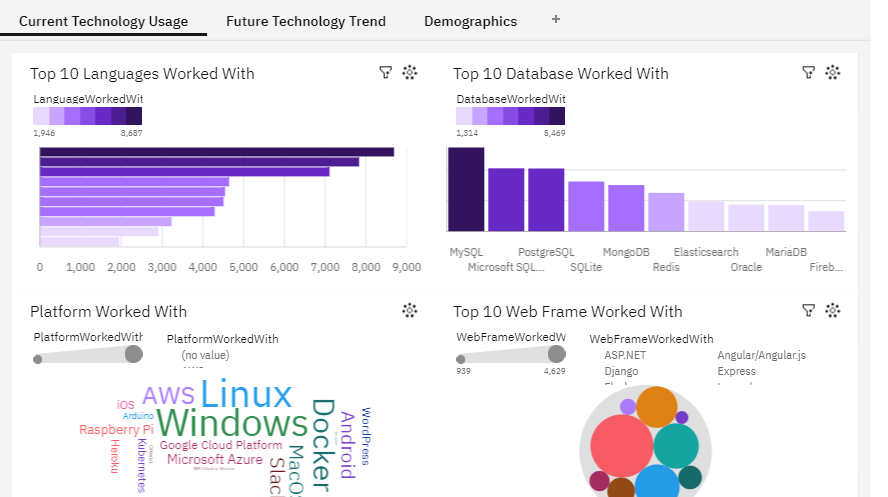 Current Technology Usage
Future Technology Trend
Demographics
+
Top 10 Languages Worked With
LanguageWorkedWit
1,946 8,687
0 1,000 2,000 3,000 4,000 5,000 6,000 7,000 8,000 9,000
Top 10 Database Worked With
DatabaseWorkedWit
1,314 5,469
MySQL PostgreSQL MongoDB Elasticsearch MariaDB
Microsoft SQL... SQLite Redis Oracle Fireb...
Platform Worked With
PlatformWorkedWith
PlatformWorkedWith
(no value)
AWS
Linux
iOS
Arduino
Windows
Raspberry Pi
Google Cloud Platform
Microsoft Azure
Heroku
Kubernetes
Slack
MacOS
Docker
Android
WordPress
Top 10 Web Frame Worked With
WebFrameWorkedW
939 4,629
WebFrameWorkedWith
ASP.NET Angular/Angular.js
Django Express